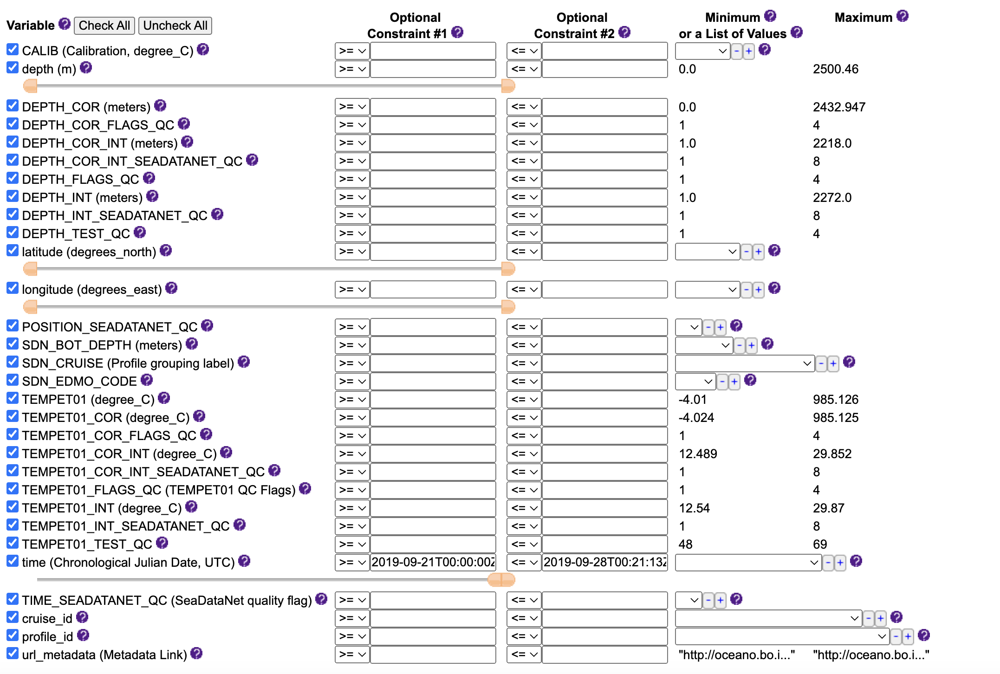 Variable ? Check All Uncheck All Optional Constraint #1 ? Optional Constraint #2 ? Minimum ? or a List of Values ? Maximum ?
CALIB (Calibration, degree_C) ? >= <= - + ?
depth (m) ? >= <= 0.0 2500.46
DEPTH_COR (meters) ? >= <= 0.0 2432.947
DEPTH_COR_FLAGS_QC ? >= <= 1 4
DEPTH_COR_INT (meters) ? >= <= 1.0 2218.0
DEPTH_COR_INT_SEADATANET_QC ? >= <= 1 8
DEPTH_FLAGS_QC ? >= <= 1 4
DEPTH_INT (meters) ? >= <= 1.0 2272.0
DEPTH_INT_SEADATANET_QC ? >= <= 1 8
DEPTH_TEST_QC ? >= <= 1 4
latitude (degrees_north) ? >= <= - + ?
longitude (degrees_east) ? >= <= - + ?
POSITION_SEADATANET_QC ? >= <= - + ?
SDN_BOT_DEPTH (meters) ? >= <= - + ?
SDN_CRUISE (Profile grouping label) ? >= <= - + ?
SDN_EDMO_CODE ? >= <= - + ?
TEMPET01 (degree_C) ? >= <= -4.01 985.126
TEMPET01_COR (degree_C) ? >= <= -4.024 985.125
TEMPET01_COR_FLAGS_QC ? >= <= 1 4
TEMPET01_COR_INT (degree_C) ? >= <= 12.489 29.852
TEMPET01_COR_INT_SEADATANET_QC ? >= <= 1 8
TEMPET01_FLAGS_QC (TEMPET01 QC Flags) ? >= <= 1 4
TEMPET01_INT (degree_C) ? >= <= 12.54 29.87
TEMPET01_INT_SEADATANET_QC ? >= <= 1 8
TEMPET01_TEST_QC ? >= <= 48 69
time (Chronological Julian Date, UTC) ? >= 2019-09-21T00:00:00Z <= 2019-09-28T00:21:13Z - + ?
TIME_SEADATANET_QC (SeaDataNet quality flag) ? >= <= - + ?
cruise_id ? >= <= - + ?
profile_id ? >= <= - + ?
url_metadata (Metadata Link) ? >= <= "http://oceano.bo.i..." "http://oceano.bo.i..."